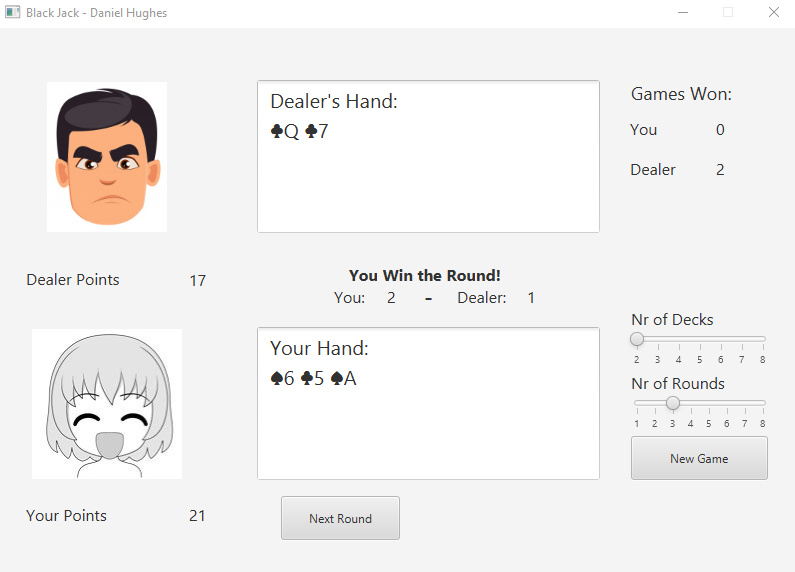 Black Jack - Daniel Hughes
Dealer's Hand:
♣Q ♣7
Games Won:
You 0
Dealer 2
Dealer Points 17
You Win the Round!
You: 2 - Dealer: 1
Nr of Decks
2 3 4 5 6 7 8
Your Hand:
♠6 ♣5 ♠A
Nr of Rounds
1 2 3 4 5 6 7 8
New Game
Your Points 21
Next Round